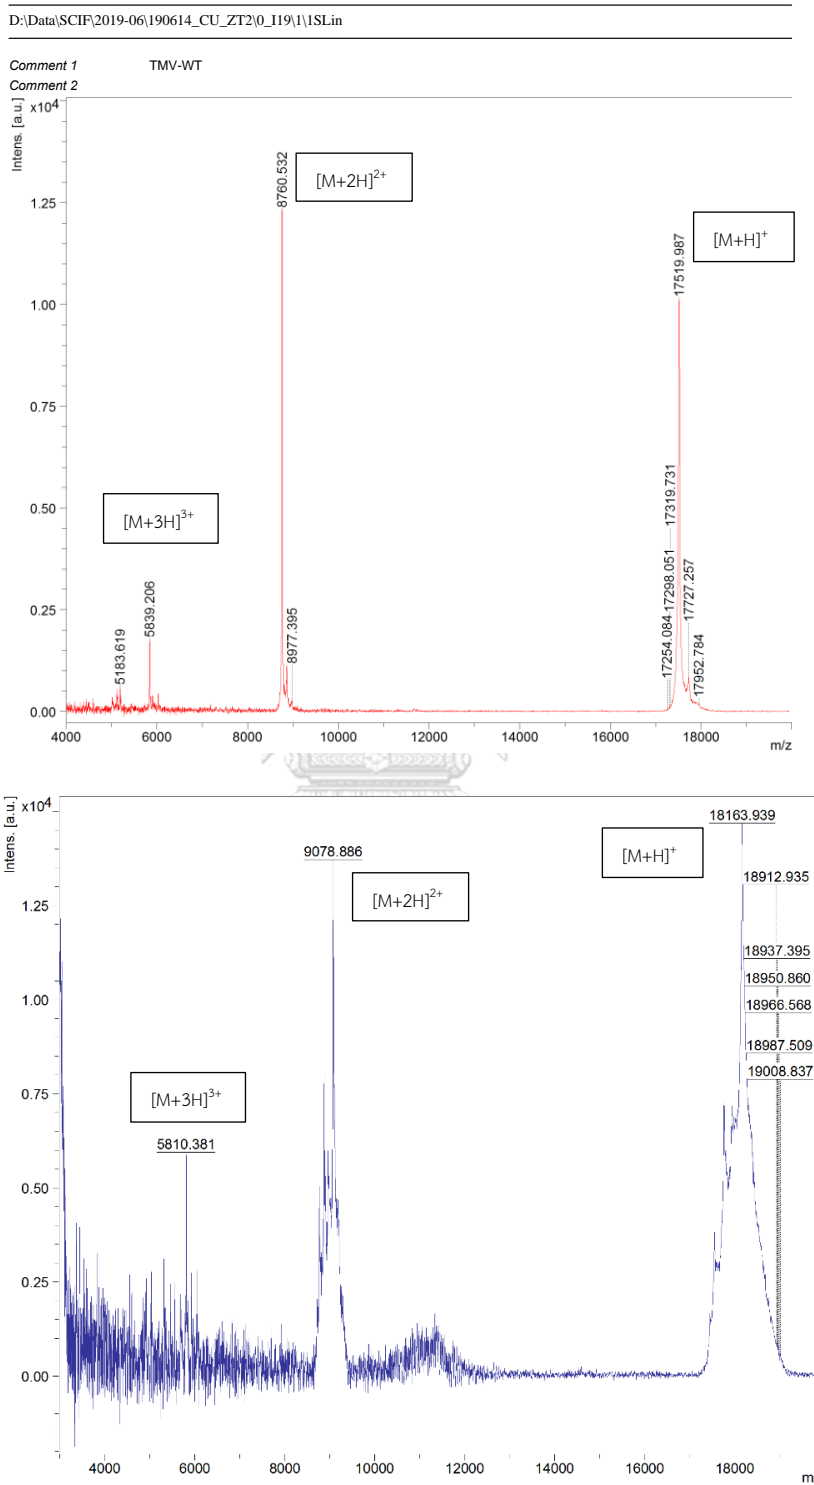 D:\Data\SCIF\2019-06\190614_CU_ZT2\0_I19\1\1SLin
Comment 1 TMV-WT
Comment 2
Intens. [a.u.]
x10⁴
1.25
1.00
0.75
0.50
0.25
0.00
8760.532
[M+2H]²⁺
[M+H]⁺
17519.987
[M+3H]³⁺
5183.619
5839.206
8977.395
17254.084
17298.051
17319.731
17727.257
17952.784
4000 6000 8000 10000 12000 14000 16000 18000
m/z
Intens. [a.u.]
x10⁴
1.25
1.00
0.75
0.50
0.25
0.00
18163.939
9078.886
[M+H]⁺
[M+2H]²⁺
18912.935
18937.395
18950.860
18966.568
18987.509
19008.837
[M+3H]³⁺
5810.381
4000 6000 8000 10000 12000 14000 16000 18000
m